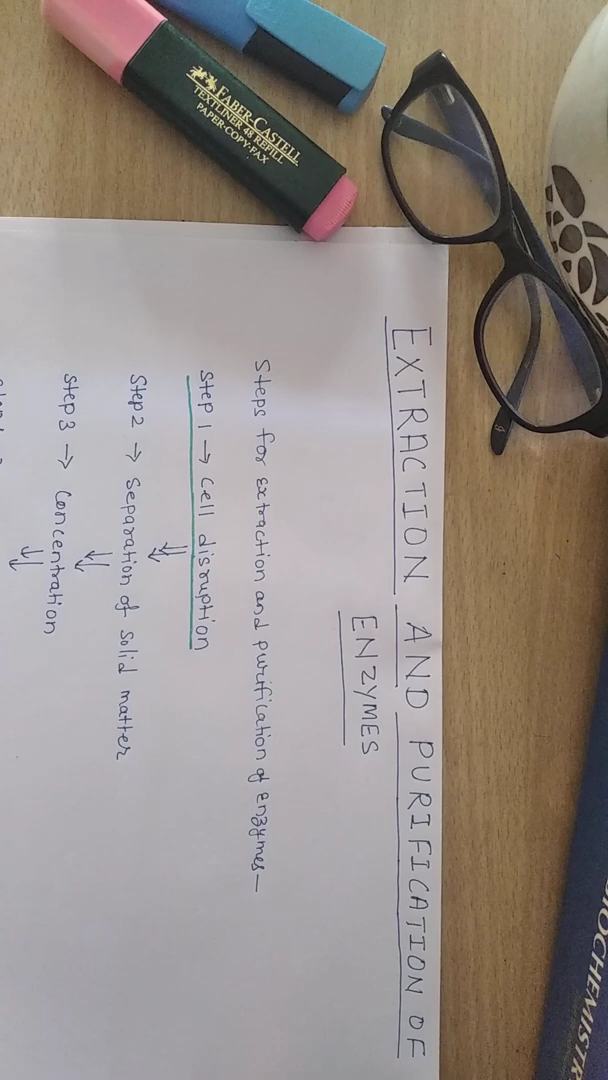 FABER-CASTELL
TEXTLINER 48 REFILL
PAPER·COPY·FAX
EXTRACTION AND PURIFICATION OF
ENZYMES
Steps for extraction and purification of Enzymes—
Step 1 → Cell disruption
Step 2 → Separation of solid matter
Step 3 → Concentration